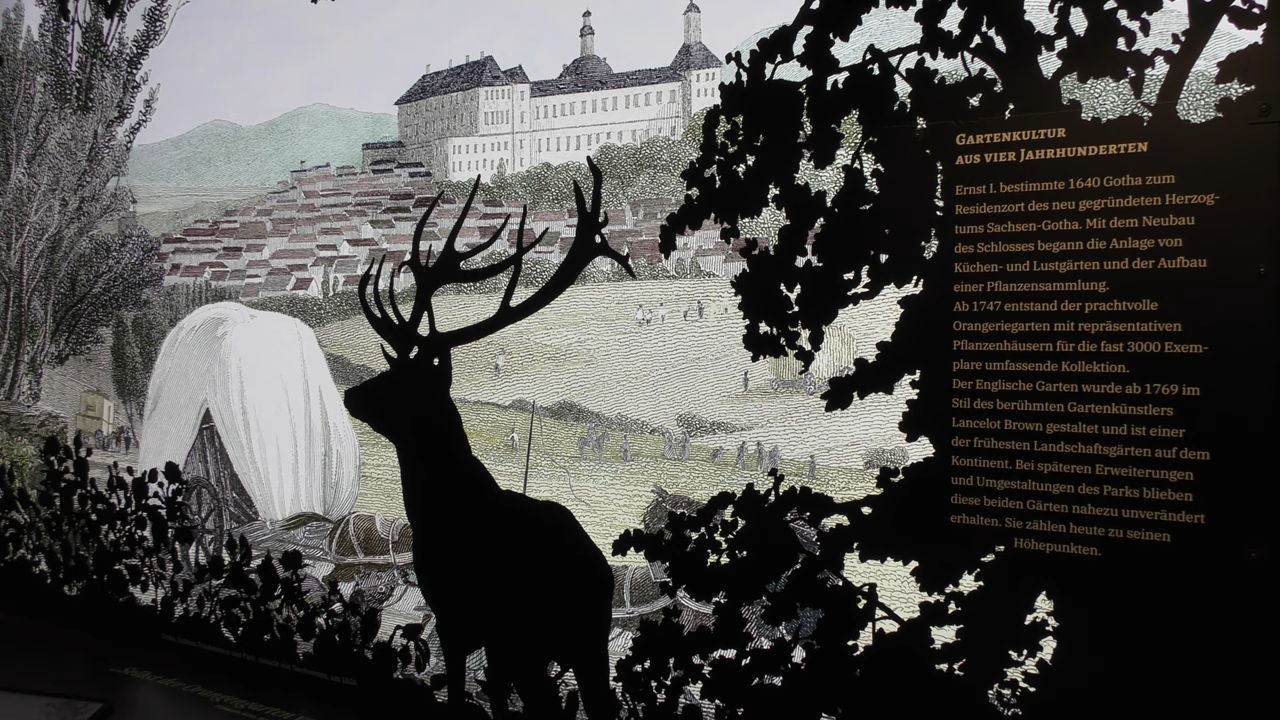 Gartenkultur
aus vier Jahrhunderten
Ernst I. bestimmte 1640 Gotha zum
Residenzort des neu gegründeten Herzog-
tums Sachsen-Gotha. Mit dem Neubau
des Schlosses begann die Anlage von
Küchen- und Lustgärten und der Aufbau
einer Pflanzensammlung.
Ab 1747 entstand der prachtvolle
Orangeriegarten mit repräsentativen
Pflanzenhäusern für die fast 3000 Exem-
plare umfassende Kollektion.
Der Englische Garten wurde ab 1769 im
Stil des berühmten Gartenkünstlers
Lancelot Brown gestaltet und ist einer
der frühesten Landschaftsgärten auf dem
Kontinent. Bei späteren Erweiterungen
und Umgestaltungen des Parks blieben
diese beiden Gärten nahezu unverändert
erhalten. Sie zählen heute zu seinen
Höhepunkten.